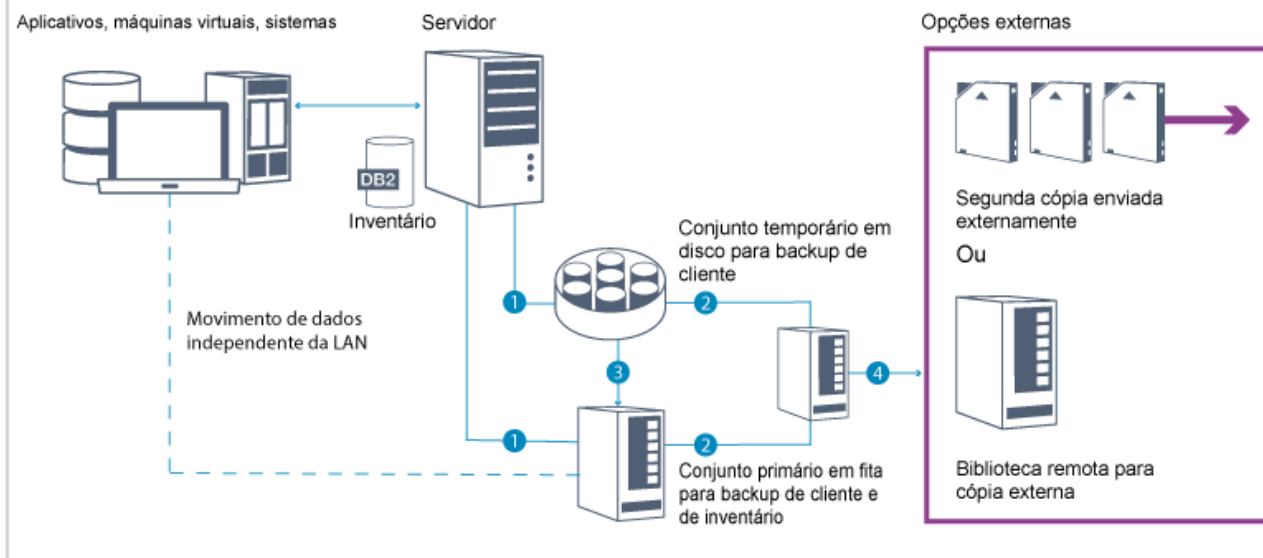 Aplicativos, máquinas virtuais, sistemas
Servidor
Opções externas
DB2
Inventário
Segunda cópia enviada
externamente
Ou
Conjunto temporário em
disco para backup de
cliente
1
2
Movimento de dados
independente da LAN
3
4
1
2
Conjunto primário em fita
para backup de cliente e
de inventário
Biblioteca remota para
cópia externa